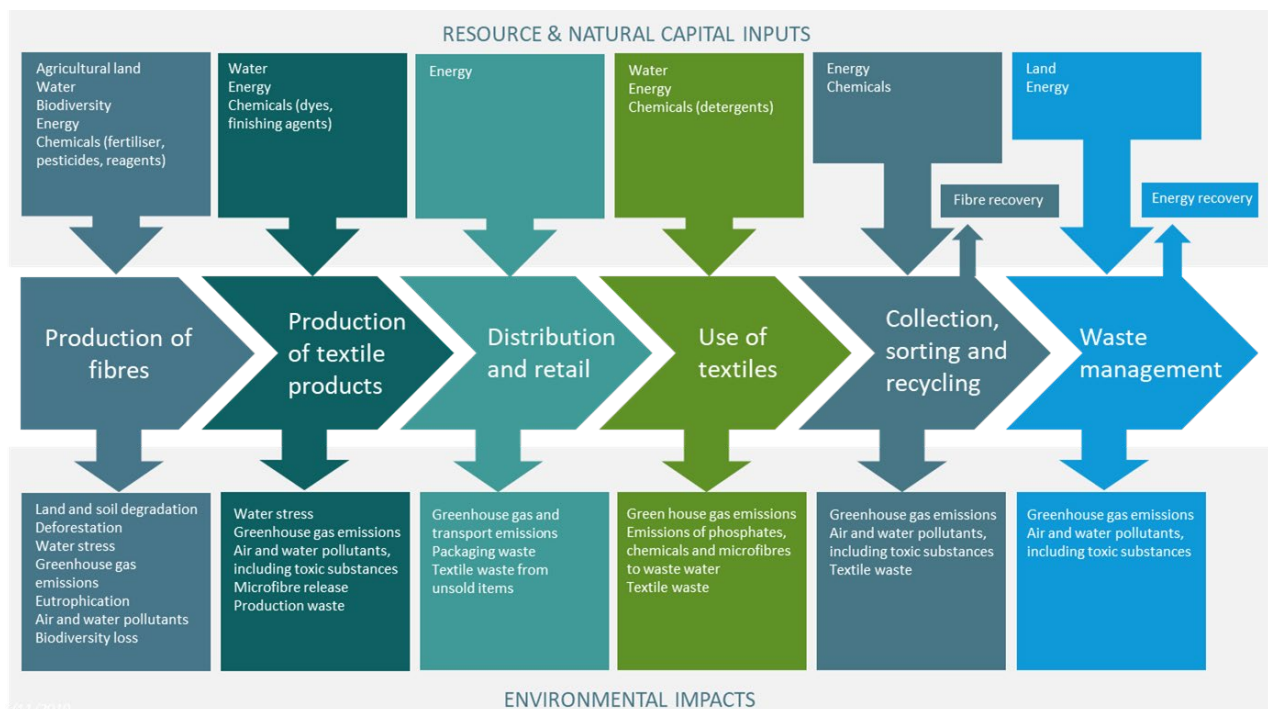 RESOURCE & NATURAL CAPITAL INPUTS
Agricultural land
Water
Biodiversity
Energy
Chemicals (fertiliser,
pesticides, reagents)
Water
Energy
Chemicals (dyes,
finishing agents)
Energy
Water
Energy
Chemicals (detergents)
Energy
Chemicals
Land
Energy
Fibre recovery
Energy recovery
Production of
fibres
Production
of textile
products
Distribution
and retail
Use of
textiles
Collection,
sorting and
recycling
Waste
management
Land and soil degradation
Deforestation
Water stress
Greenhouse gas
emissions
Eutrophication
Air and water pollutants
Biodiversity loss
Water stress
Greenhouse gas emissions
Air and water pollutants,
including toxic substances
Microfibre release
Production waste
Greenhouse gas and
transport emissions
Packaging waste
Textile waste from
unsold items
Green house gas emissions
Emissions of phosphates,
chemicals and microfibres
to waste water
Textile waste
Greenhouse gas emissions
Air and water pollutants,
including toxic substances
Textile waste
Greenhouse gas emissions
Air and water pollutants,
including toxic substances
ENVIRONMENTAL IMPACTS